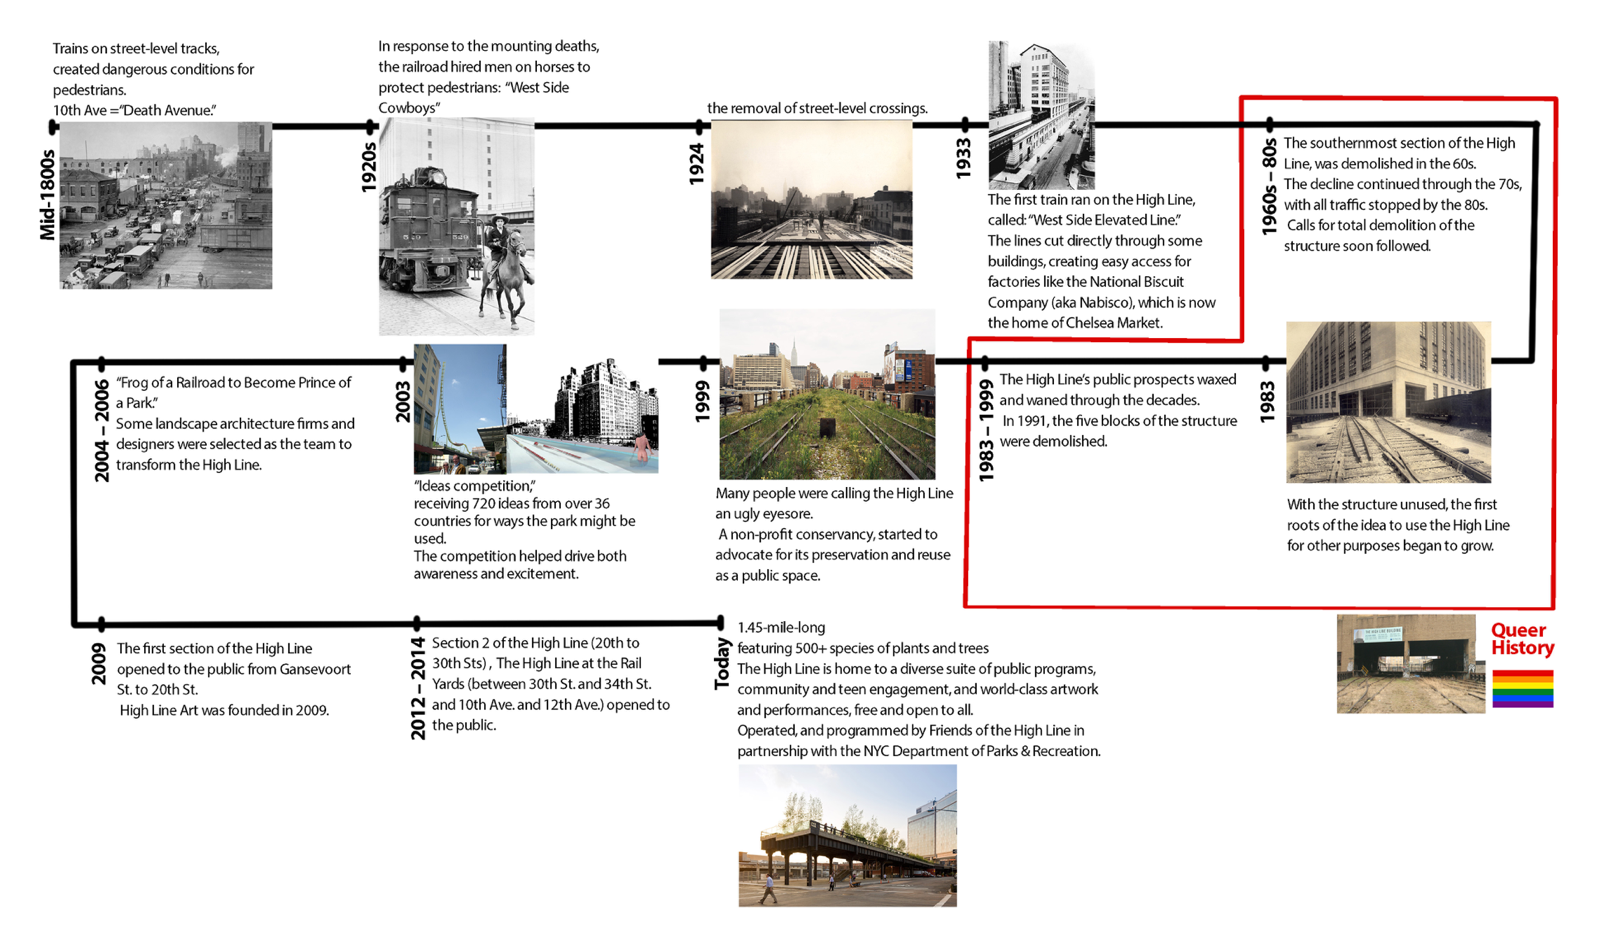 Trains on street-level tracks,
created dangerous conditions for
pedestrians.
10th Ave =“Death Avenue.”
Mid-1800s
In response to the mounting deaths,
the railroad hired men on horses to
protect pedestrians: “West Side
Cowboys”
1920s
the removal of street-level crossings.
1924
1933
The first train ran on the High Line,
called: “West Side Elevated Line.”
The lines cut directly through some
buildings, creating easy access for
factories like the National Biscuit
Company (aka Nabisco), which is now
the home of Chelsea Market.
1960s – 80s
The southernmost section of the High
Line, was demolished in the 60s.
The decline continued through the 70s,
with all traffic stopped by the 80s.
Calls for total demolition of the
structure soon followed.
1983
With the structure unused, the first
roots of the idea to use the High Line
for other purposes began to grow.
1983 – 1999
The High Line’s public prospects waxed
and waned through the decades.
In 1991, the five blocks of the structure
were demolished.
1999
Many people were calling the High Line
an ugly eyesore.
A non-profit conservancy, started to
advocate for its preservation and reuse
as a public space.
2003
“Ideas competition,”
receiving 720 ideas from over 36
countries for ways the park might be
used.
The competition helped drive both
awareness and excitement.
2004 – 2006
“Frog of a Railroad to Become Prince of
a Park.”
Some landscape architecture firms and
designers were selected as the team to
transform the High Line.
2009
The first section of the High Line
opened to the public from Gansevoort
St. to 20th St.
High Line Art was founded in 2009.
2012 – 2014
Section 2 of the High Line (20th to
30th Sts) , The High Line at the Rail
Yards (between 30th St. and 34th St.
and 10th Ave. and 12th Ave.) opened to
the public.
Today
1.45-mile-long
featuring 500+ species of plants and trees
The High Line is home to a diverse suite of public programs,
community and teen engagement, and world-class artwork
and performances, free and open to all.
Operated, and programmed by Friends of the High Line in
partnership with the NYC Department of Parks & Recreation.
Queer
History